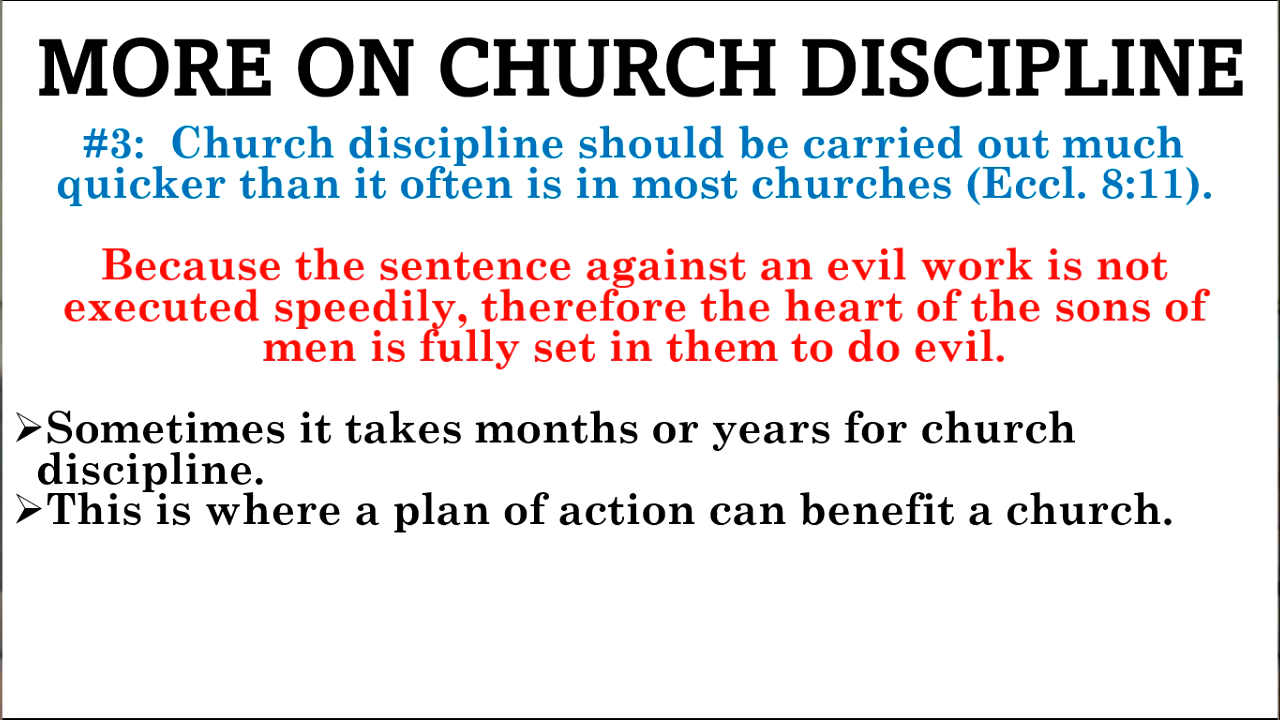 MORE ON CHURCH DISCIPLINE
#3:  Church discipline should be carried out much
quicker than it often is in most churches (Eccl. 8:11).
Because the sentence against an evil work is not
executed speedily, therefore the heart of the sons of
men is fully set in them to do evil.
➢Sometimes it takes months or years for church
discipline.
➢This is where a plan of action can benefit a church.